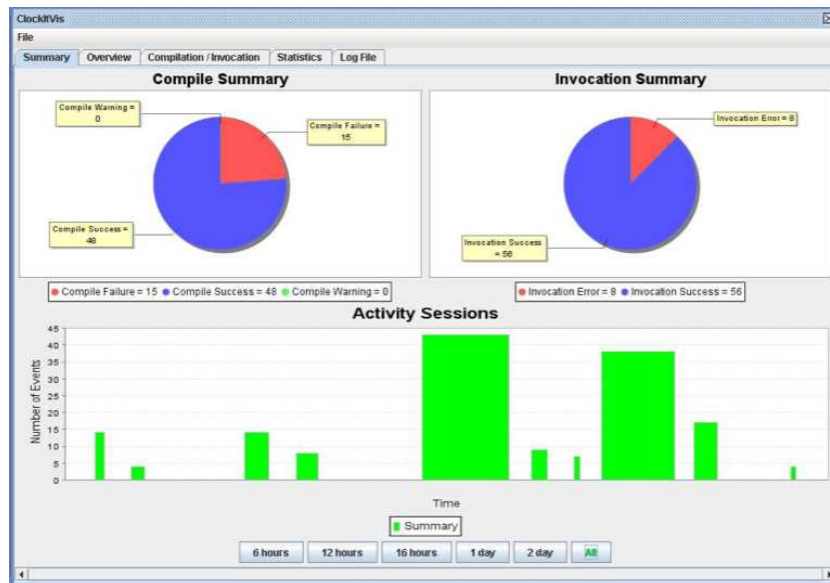 ClockItVis
File
Summary Overview Compilation / Invocation Statistics Log File
Compile Summary
Compile Warning =
0
Compile Failure =
15
Compile Success =
48
Compile Failure = 15 Compile Success = 48 Compile Warning = 0
Invocation Summary
Invocation Error = 8
Invocation Success
= 56
Invocation Error = 8 Invocation Success = 56
Activity Sessions
Number of Events
45
40
35
30
25
20
15
10
5
0
Time
Summary
6 hours 12 hours 16 hours 1 day 2 day All